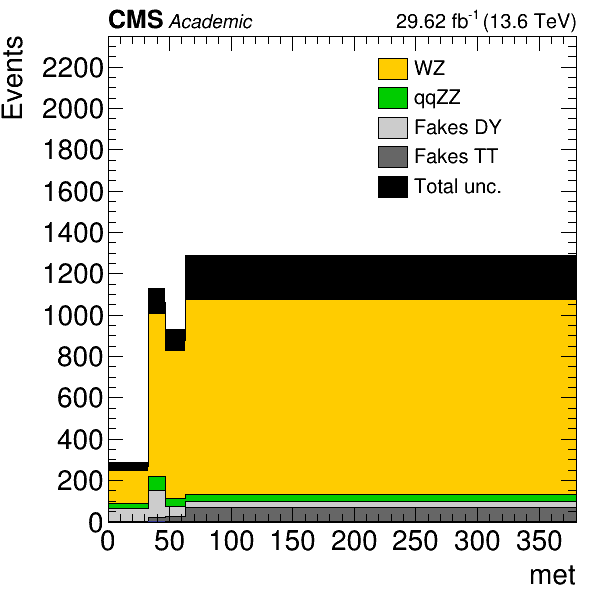 CMS Academic 29.62 fb-1 (13.6 TeV)
Events
2200
2000
1800
1600
1400
1200
1000
800
600
400
200
0
WZ
qqZZ
Fakes DY
Fakes TT
Total unc.
0 50 100 150 200 250 300 350
met